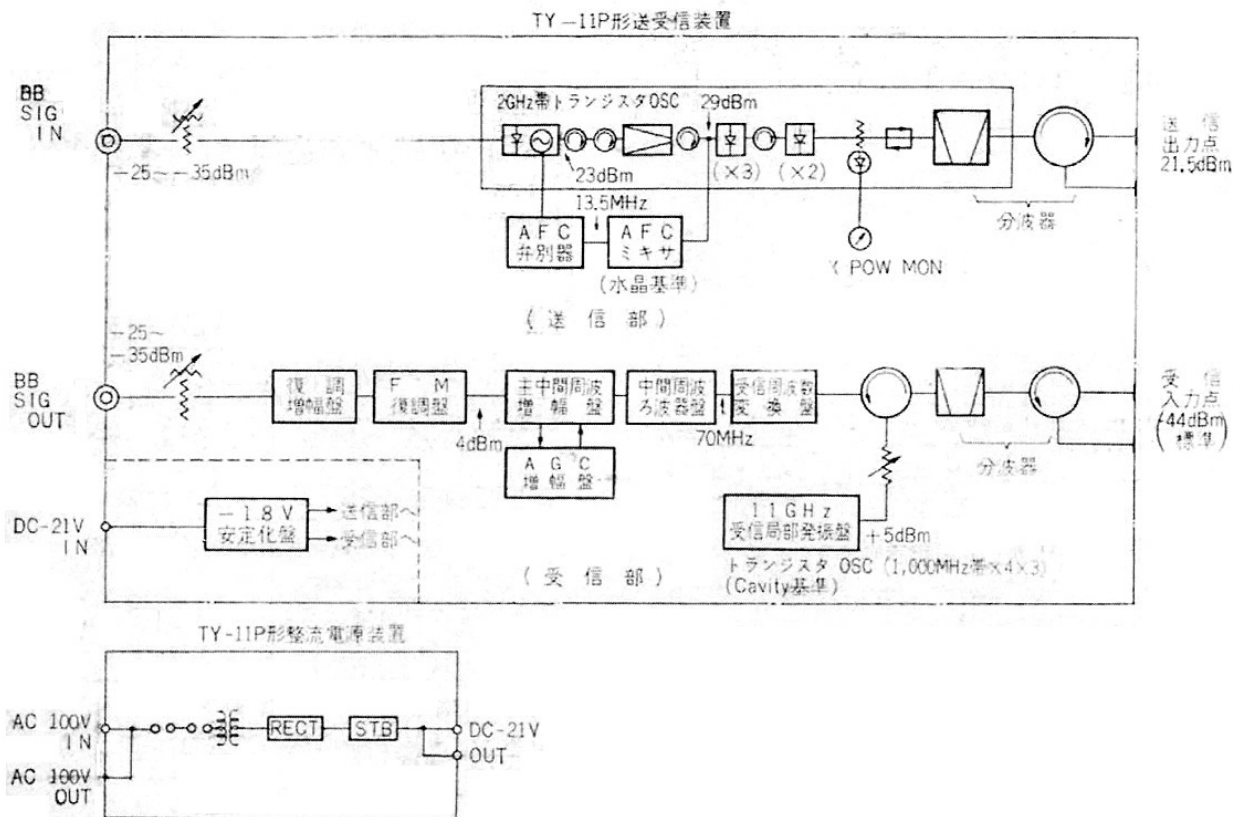 TY-11P形送受信装置
BB
SIG
IN
-25~-35dBm
2GHz帯トランジスタOSC
29dBm
23dBm
(×3)
(×2)
13.5MHz
AFC
弁別器
AFC
ミキサ
(水晶基準)
(送信部)
POW MON
分波器
送信
出力点
21.5dBm
-25~
-35dBm
BB
SIG
OUT
復調
増幅盤
FM
復調盤
4dBm
主中間周波
増幅盤
AGC
増幅盤
中間周波
ろ波器盤
70MHz
受信周波数
変換盤
分波器
受信
入力点
(-44dBm
標準)
11GHz
受信局部発振盤
+5dBm
トランジスタ OSC (1,000MHz帯×4×3)
(Cavity基準)
(受信部)
DC-21V
IN
-18V
安定化盤
送信部へ
受信部へ
TY-11P形整流電源装置
AC 100V
IN
AC 100V
OUT
RECT
STB
DC-21V
OUT